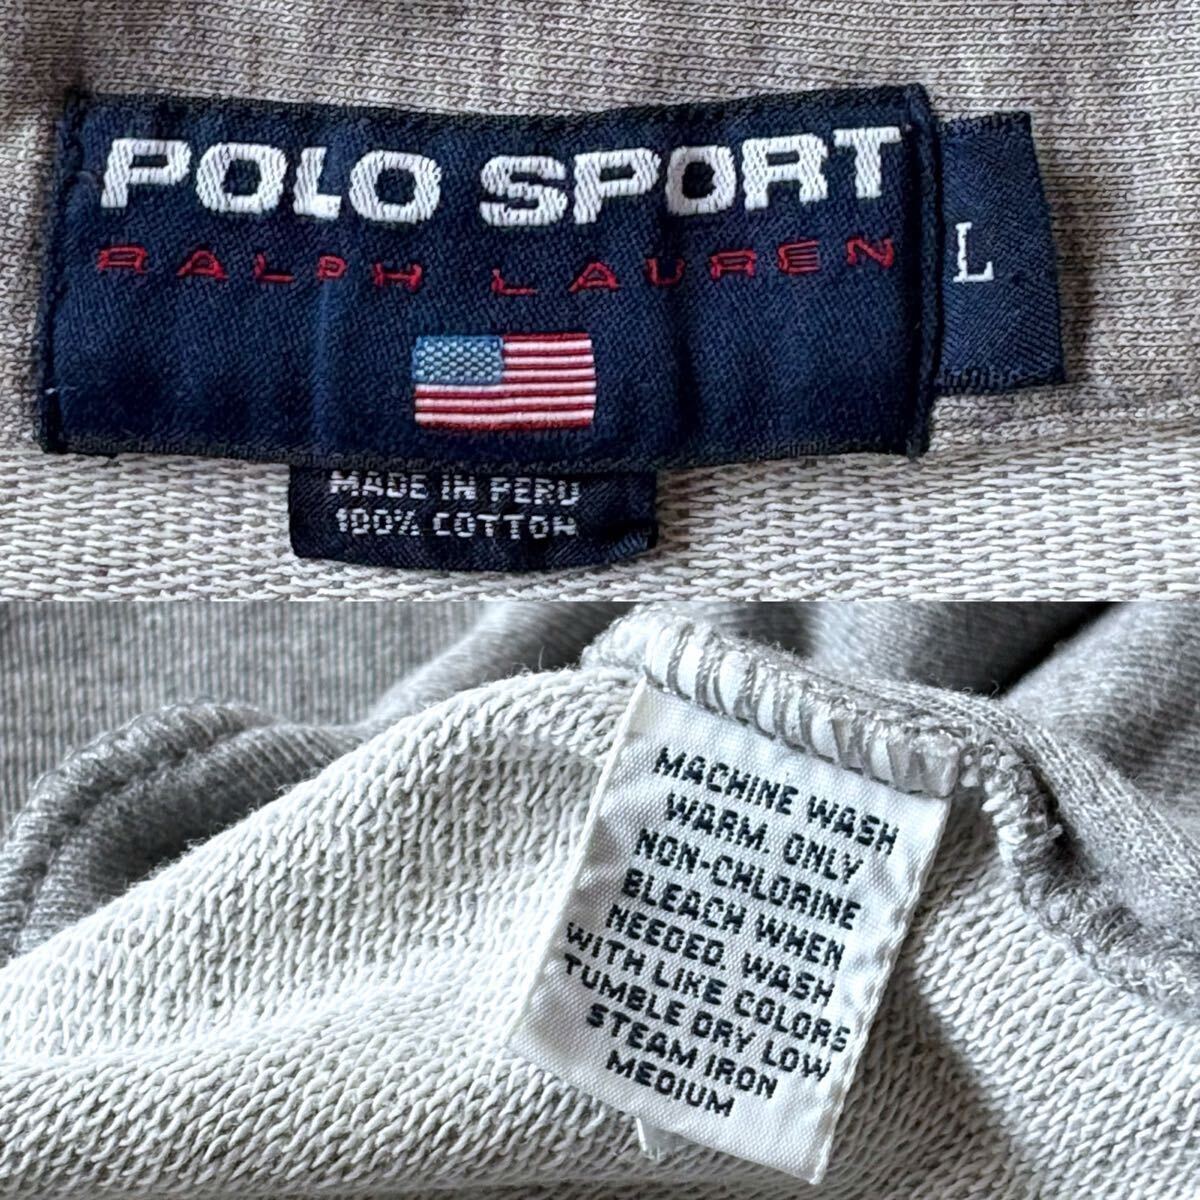 POLO SPORT
RALPH LAUREN
L
MADE IN PERU
100% COTTON
MACHINE WASH
WARM. ONLY
NON-CHLORINE
BLEACH WHEN
NEEDED. WASH
WITH LIKE COLORS
TUMBLE DRY LOW
STEAM IRON
MEDIUM